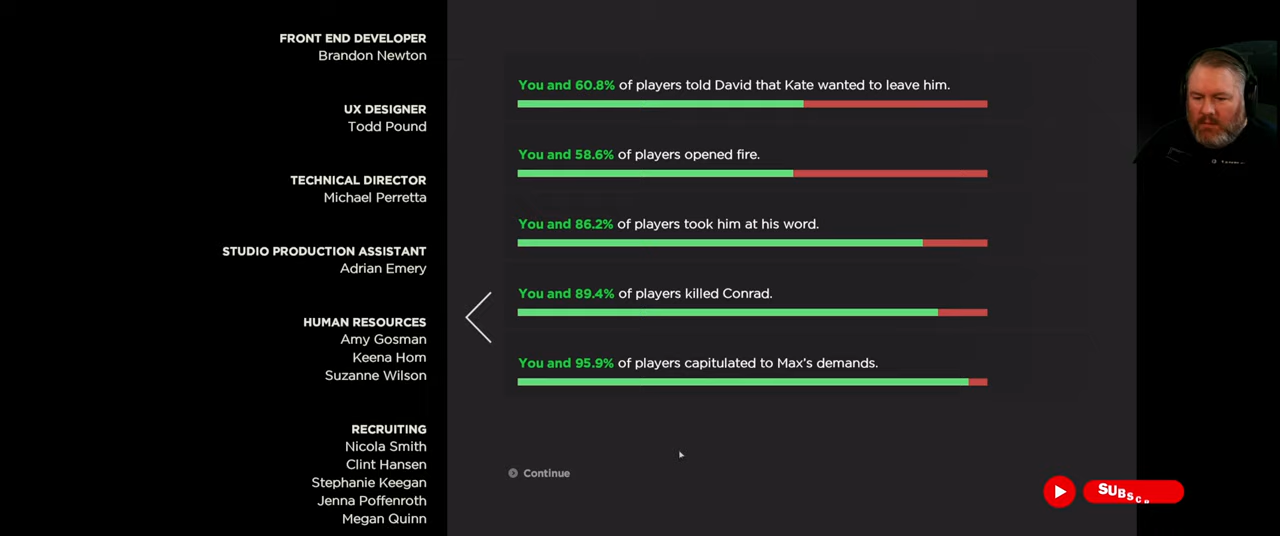 FRONT END DEVELOPER
Brandon Newton
UX DESIGNER
Todd Pound
TECHNICAL DIRECTOR
Michael Perretta
STUDIO PRODUCTION ASSISTANT
Adrian Emery
HUMAN RESOURCES
Amy Gosman
Keena Hom
Suzanne Wilson
RECRUITING
Nicola Smith
Clint Hansen
Stephanie Keegan
Jenna Poffenroth
Megan Quinn
You and 60.8% of players told David that Kate wanted to leave him.
You and 58.6% of players opened fire.
You and 86.2% of players took him at his word.
You and 89.4% of players killed Conrad.
You and 95.9% of players capitulated to Max's demands.
Continue